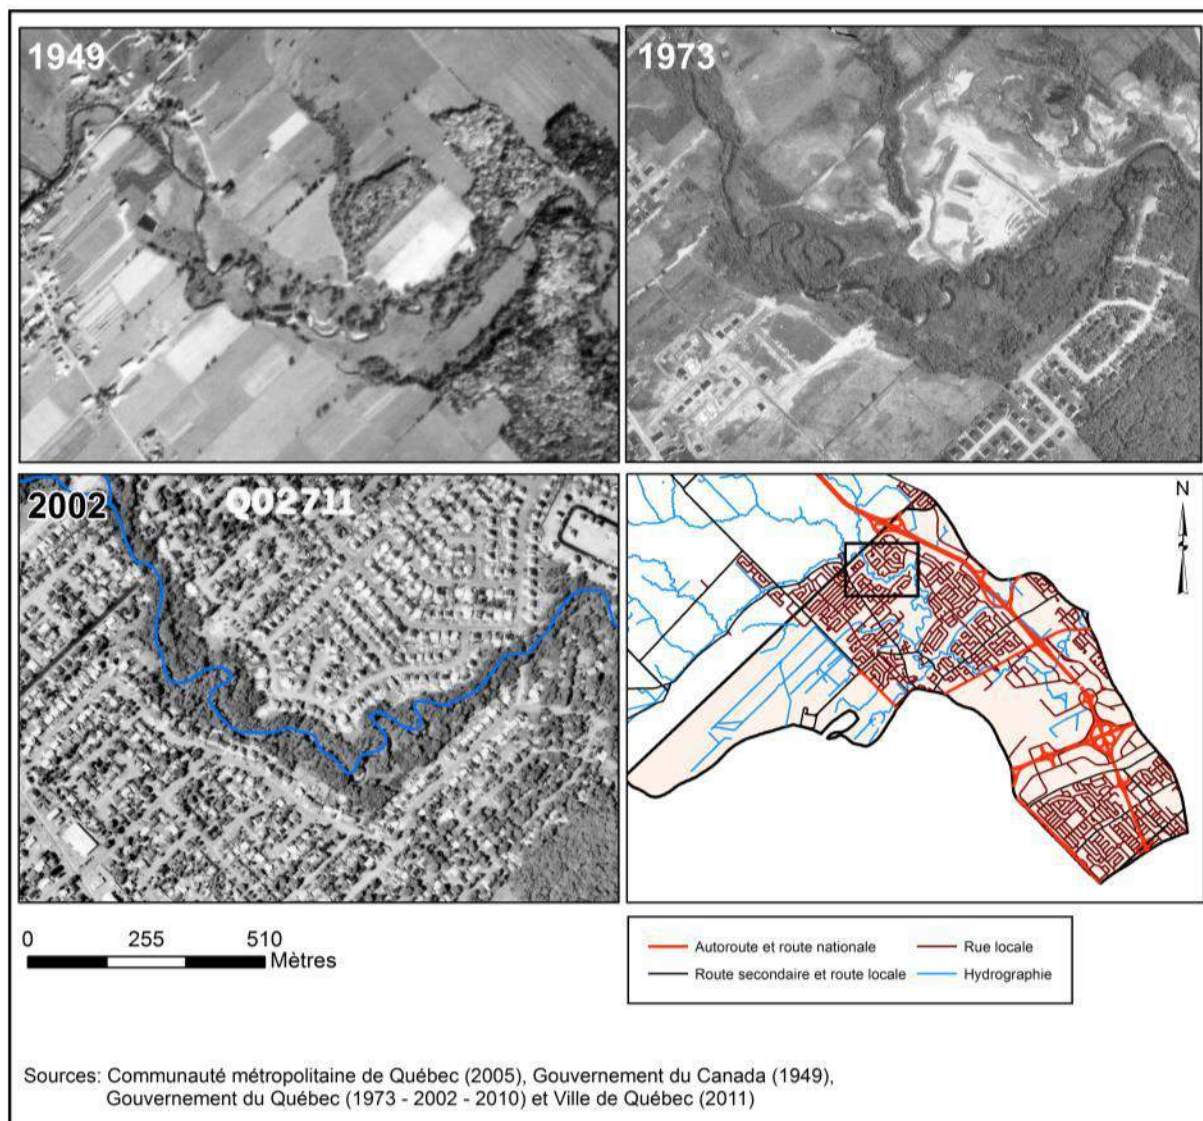 1949
1973
2002
Q02711
N
0 255 510
Mètres
Autoroute et route nationale
Rue locale
Route secondaire et route locale
Hydrographie
Sources: Communauté métropolitaine de Québec (2005), Gouvernement du Canada (1949),
Gouvernement du Québec (1973 - 2002 - 2010) et Ville de Québec (2011)